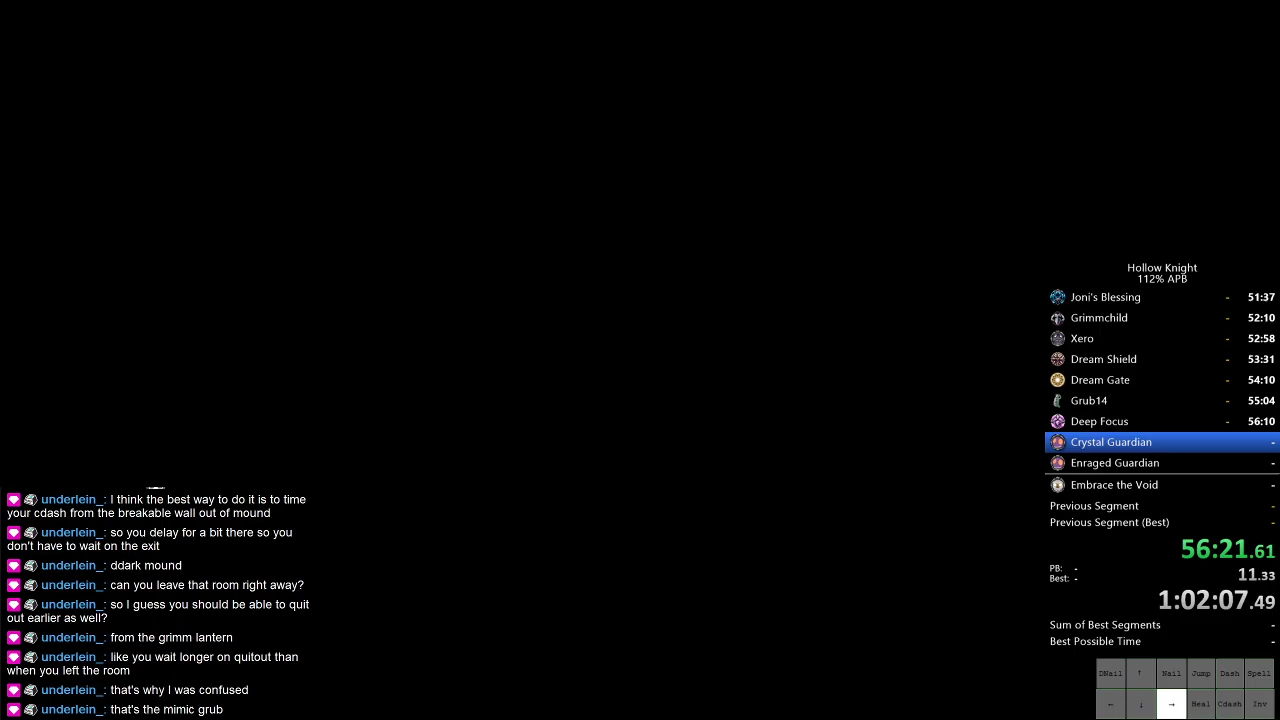 underlein_: I think the best way to do it is to time
your cdash from the breakable wall out of mound
underlein_: so you delay for a bit there so you
don't have to wait on the exit
underlein_: ddark mound
underlein_: can you leave that room right away?
underlein_: so I guess you should be able to quit
out earlier as well?
underlein_: from the grimm lantern
underlein_: like you wait longer on quitout than
when you left the room
underlein_: that's why I was confused
underlein_: that's the mimic grub
Hollow Knight
112% APB
Joni's Blessing - 51:37
Grimmchild - 52:10
Xero - 52:58
Dream Shield - 53:31
Dream Gate - 54:10
Grub14 - 55:04
Deep Focus - 56:10
Crystal Guardian -
Enraged Guardian -
Embrace the Void -
Previous Segment -
Previous Segment (Best) -
56:21.61
PB: - 11.33
Best: -
1:02:07.49
Sum of Best Segments -
Best Possible Time -
DNail ↑ Nail Jump Dash Spell
← ↓ → Heal Cdash Inv